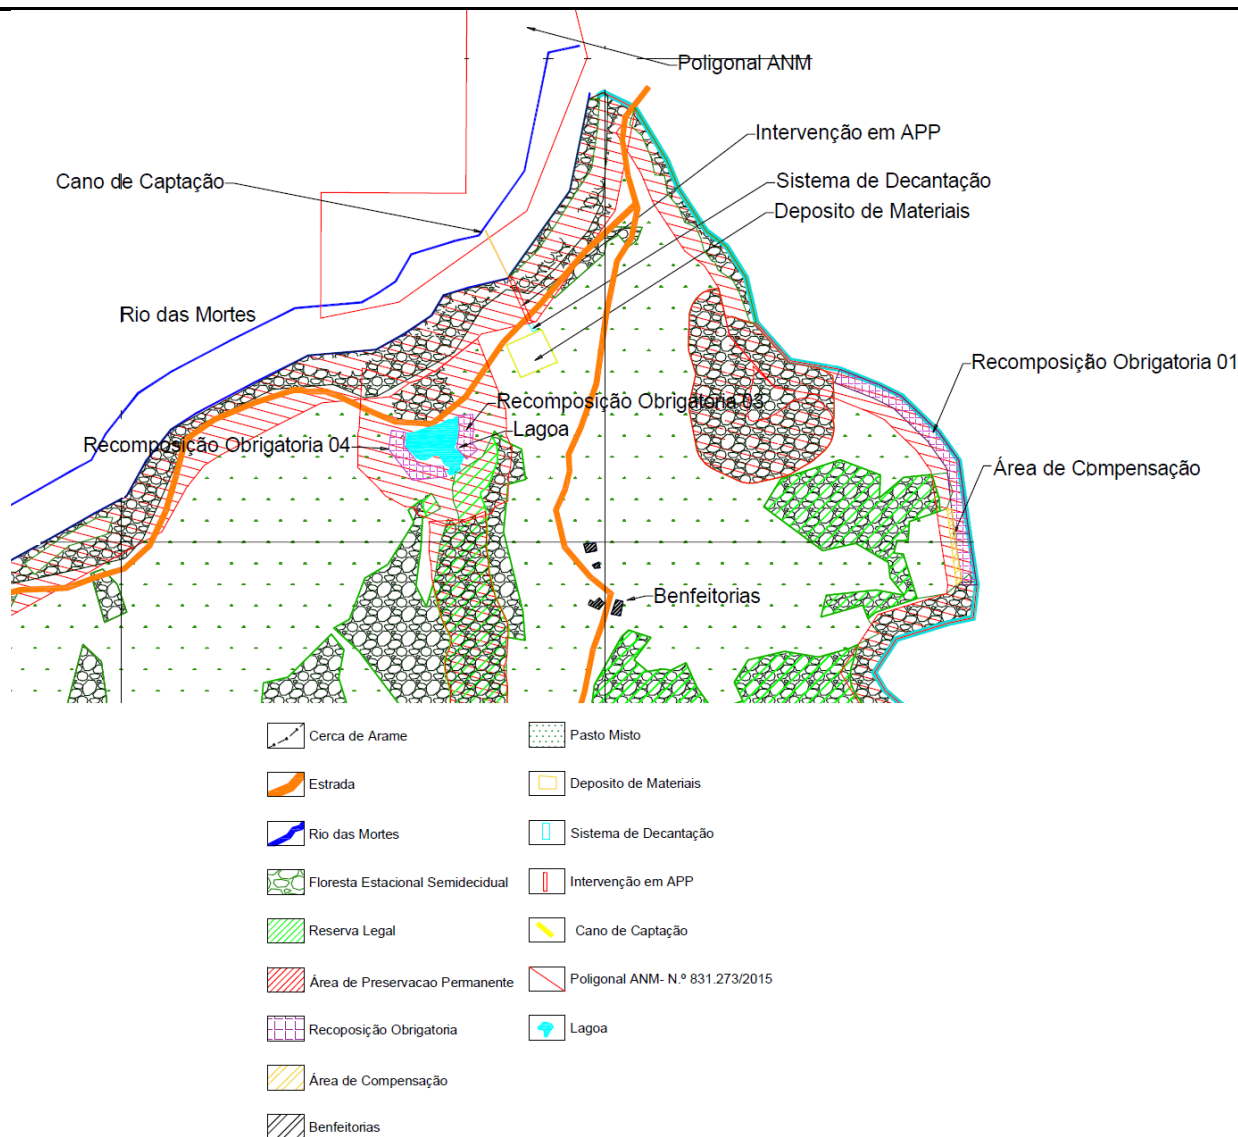 Poligonal ANM
Intervenção em APP
Cano de Captação
Sistema de Decantação
Deposito de Materiais
Rio das Mortes
Recomposição Obrigatoria 01
Recomposição Obrigatoria 03
Lagoa
Recomposição Obrigatoria 04
Área de Compensação
Benfeitorias
Cerca de Arame
Pasto Misto
Estrada
Deposito de Materiais
Rio das Mortes
Sistema de Decantação
Floresta Estacional Semidecidual
Intervenção em APP
Reserva Legal
Cano de Captação
Área de Preservacao Permanente
Poligonal ANM- N.º 831.273/2015
Recoposição Obrigatoria
Lagoa
Área de Compensação
Benfeitorias